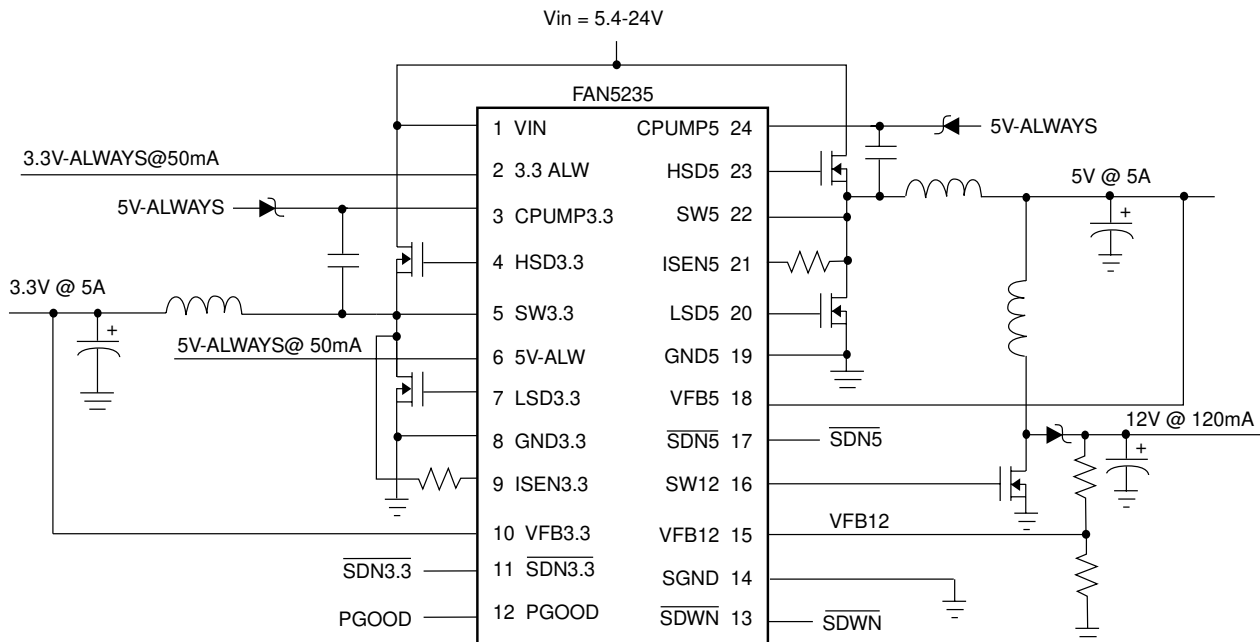 Vin = 5.4-24V
FAN5235
1 VIN
CPUMP5 24
5V-ALWAYS
3.3V-ALWAYS@50mA
2 3.3 ALW
HSD5 23
5V @ 5A
+
5V-ALWAYS
3 CPUMP3.3
SW5 22
4 HSD3.3
ISEN5 21
3.3V @ 5A
+
5 SW3.3
LSD5 20
5V-ALWAYS@ 50mA
6 5V-ALW
GND5 19
7 LSD3.3
VFB5 18
12V @ 120mA
+
8 GND3.3
SDN5 17
SDN5
9 ISEN3.3
SW12 16
10 VFB3.3
VFB12 15
VFB12
SDN3.3
11 SDN3.3
SGND 14
PGOOD
12 PGOOD
SDWN 13
SDWN